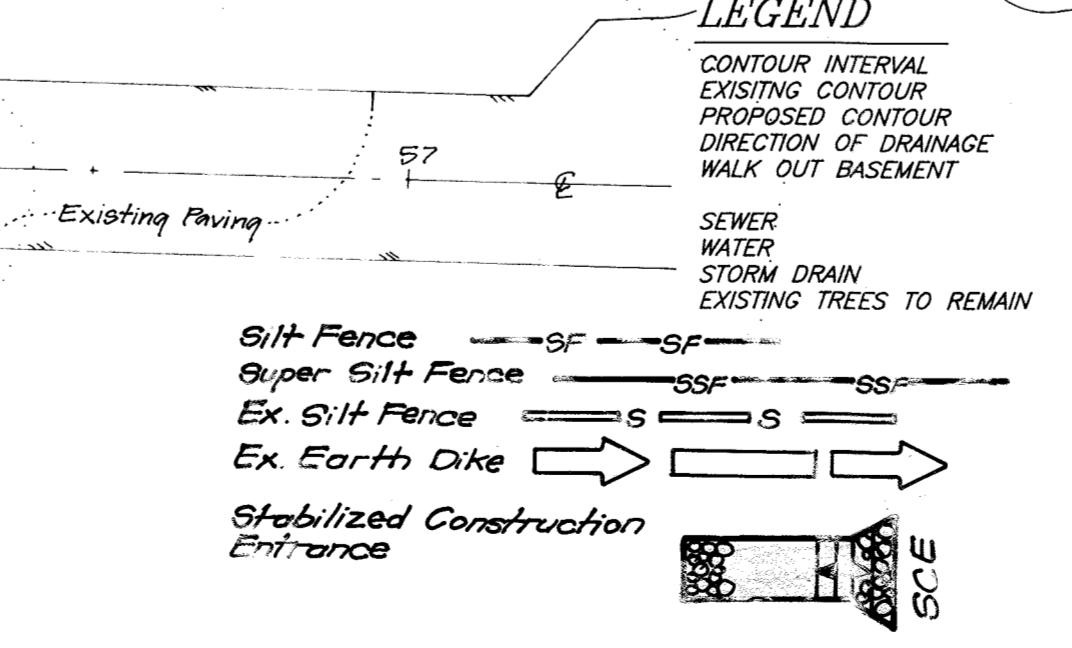 LEGEND
CONTOUR INTERVAL
EXISITNG CONTOUR
PROPOSED CONTOUR
DIRECTION OF DRAINAGE
WALK OUT BASEMENT
57
℄
Existing Paving
SEWER
WATER
STORM DRAIN
EXISTING TREES TO REMAIN
Silt Fence SF SF
Super Silt Fence SSF SSF
Ex. Silt Fence S S
Ex. Earth Dike
Stabilized Construction
Entrance
SCE